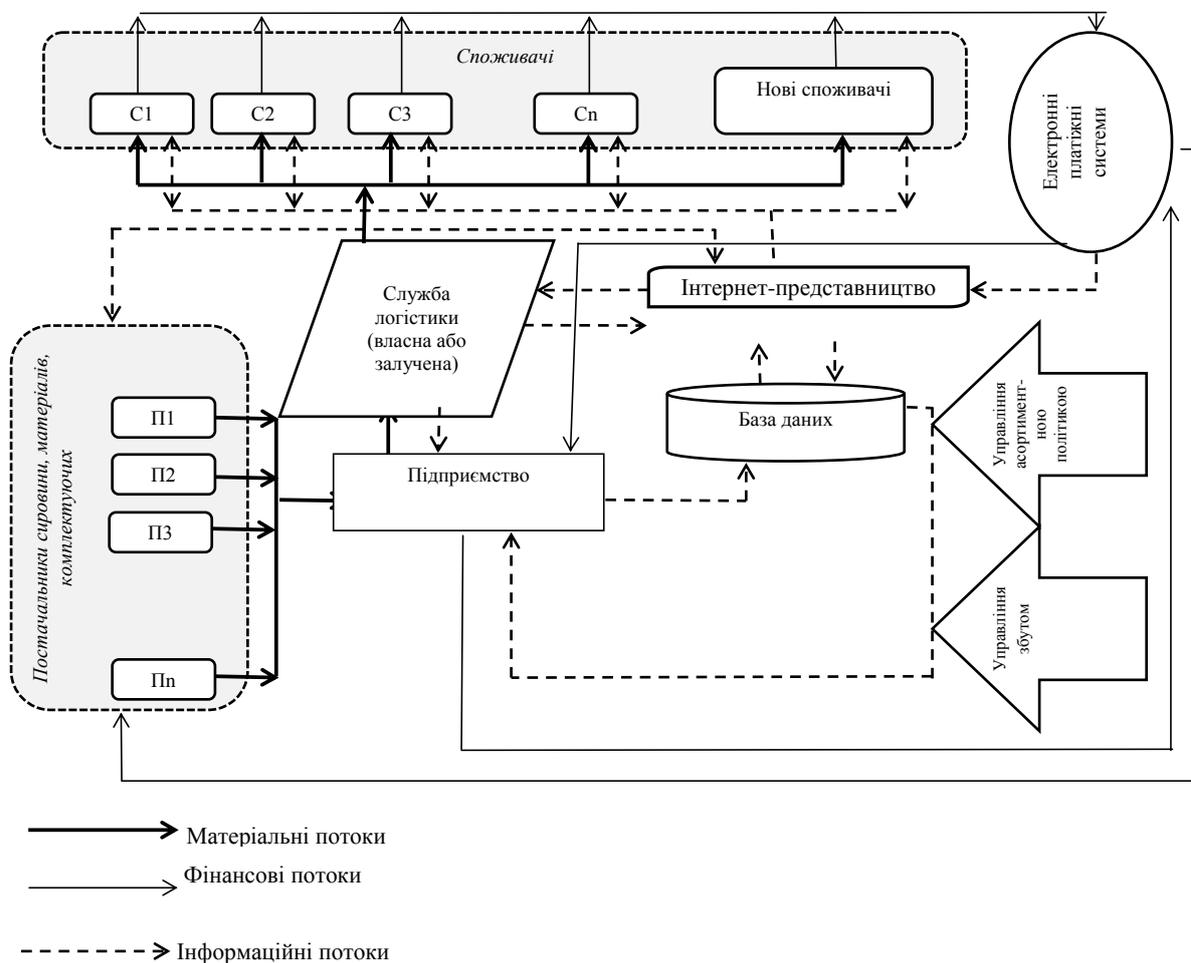 Споживачі
С1
С2
С3
Сn
Нові споживачі
Електронні
платіжні
системи
Служба
логістики
(власна або
залучена)
Інтернет-представництво
Постачальники сировини, матеріалів,
комплектуючих
П1
П2
П3
Пn
Підприємство
База даних
Управління
асортимент-
ною
політикою
Управління
збутом
Матеріальні потоки
Фінансові потоки
Інформаційні потоки